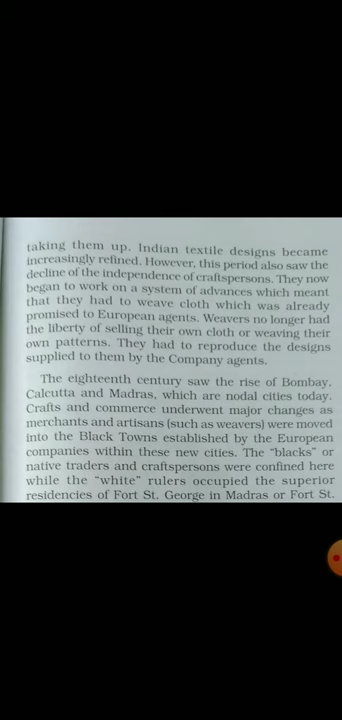 taking them up. Indian textile designs became
increasingly refined. However, this period also saw the
decline of the independence of craftspersons. They now
began to work on a system of advances which meant
that they had to weave cloth which was already
promised to European agents. Weavers no longer had
the liberty of selling their own cloth or weaving their
own patterns. They had to reproduce the designs
supplied to them by the Company agents.
The eighteenth century saw the rise of Bombay,
Calcutta and Madras, which are nodal cities today.
Crafts and commerce underwent major changes as
merchants and artisans (such as weavers) were moved
into the Black Towns established by the European
companies within these new cities. The "blacks" or
native traders and craftspersons were confined here
while the "white" rulers occupied the superior
residencies of Fort St. George in Madras or Fort St.